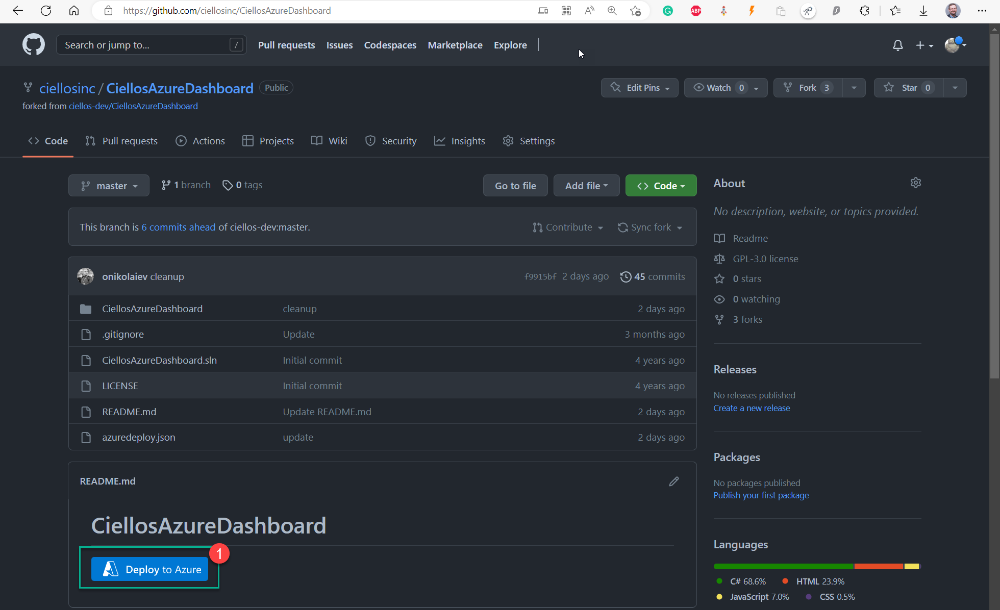 https://github.com/ciellosinc/CiellosAzureDashboard
ABP
Search or jump to... /
Pull requests Issues Codespaces Marketplace Explore
ciellosinc / CiellosAzureDashboard Public
Edit Pins Watch 0 Fork 3 Star 0
forked from ciellos-dev/CiellosAzureDashboard
Code Pull requests Actions Projects Wiki Security Insights Settings
master 1 branch 0 tags Go to file Add file Code
This branch is 6 commits ahead of ciellos-dev:master. Contribute Sync fork
onikolaiev cleanup f9915bf 2 days ago 45 commits
CiellosAzureDashboard cleanup 2 days ago
.gitignore Update 3 months ago
CiellosAzureDashboard.sln Initial commit 4 years ago
LICENSE Initial commit 4 years ago
README.md Update README.md 2 days ago
azuredeploy.json update 2 days ago
README.md
CiellosAzureDashboard
1
Deploy to Azure
About
No description, website, or topics provided.
Readme
GPL-3.0 license
0 stars
0 watching
3 forks
Releases
No releases published
Create a new release
Packages
No packages published
Publish your first package
Languages
C# 68.6% HTML 23.9%
JavaScript 7.0% CSS 0.5%